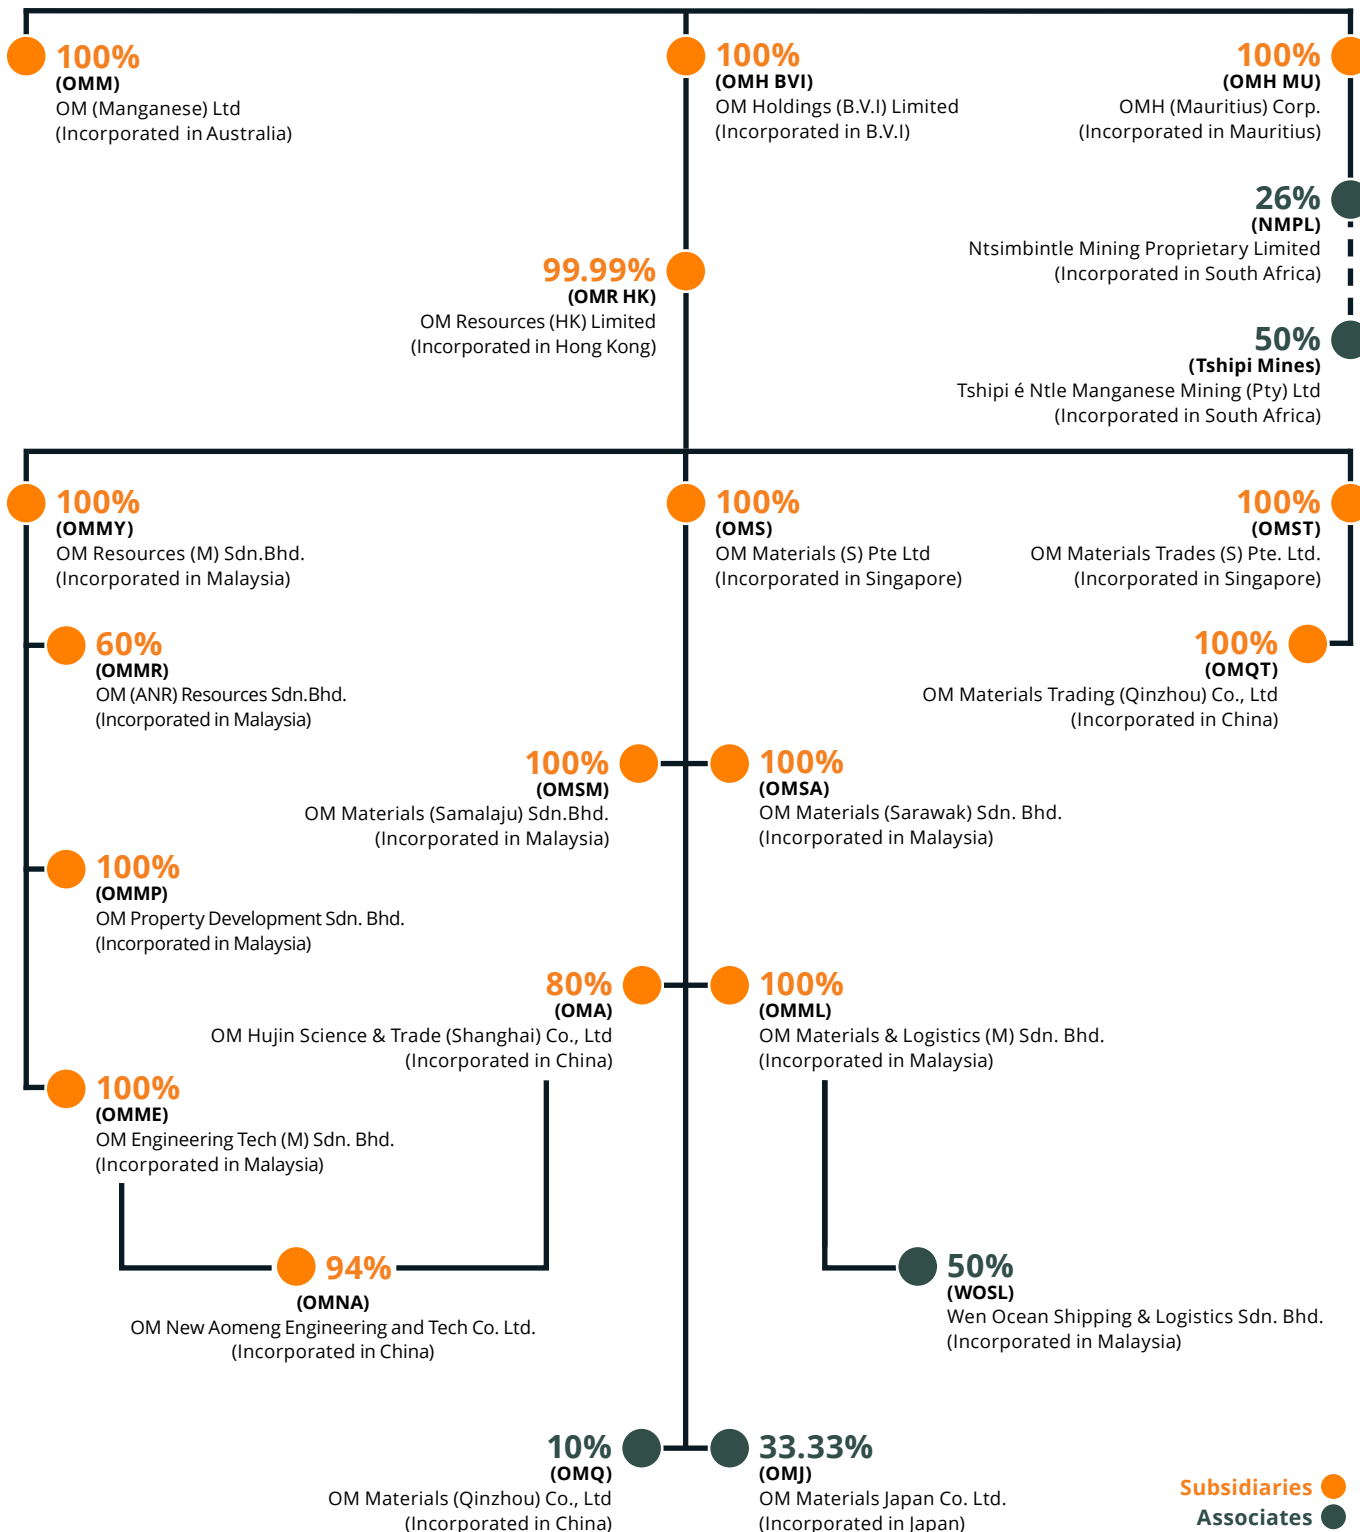 100%
(OMM)
OM (Manganese) Ltd
(Incorporated in Australia)
100%
(OMH BVI)
OM Holdings (B.V.I) Limited
(Incorporated in B.V.I)
100%
(OMH MU)
OMH (Mauritius) Corp.
(Incorporated in Mauritius)
26%
(NMPL)
Ntsimbintle Mining Proprietary Limited
(Incorporated in South Africa)
99.99%
(OMR HK)
OM Resources (HK) Limited
(Incorporated in Hong Kong)
50%
(Tshipi Mines)
Tshipi é Ntle Manganese Mining (Pty) Ltd
(Incorporated in South Africa)
100%
(OMMY)
OM Resources (M) Sdn.Bhd.
(Incorporated in Malaysia)
100%
(OMS)
OM Materials (S) Pte Ltd
(Incorporated in Singapore)
100%
(OMST)
OM Materials Trades (S) Pte. Ltd.
(Incorporated in Singapore)
60%
(OMMR)
OM (ANR) Resources Sdn.Bhd.
(Incorporated in Malaysia)
100%
(OMQT)
OM Materials Trading (Qinzhou) Co., Ltd
(Incorporated in China)
100%
(OMSM)
OM Materials (Samalaju) Sdn.Bhd.
(Incorporated in Malaysia)
100%
(OMSA)
OM Materials (Sarawak) Sdn. Bhd.
(Incorporated in Malaysia)
100%
(OMMP)
OM Property Development Sdn. Bhd.
(Incorporated in Malaysia)
80%
(OMA)
OM Hujin Science & Trade (Shanghai) Co., Ltd
(Incorporated in China)
100%
(OMML)
OM Materials & Logistics (M) Sdn. Bhd.
(Incorporated in Malaysia)
100%
(OMME)
OM Engineering Tech (M) Sdn. Bhd.
(Incorporated in Malaysia)
94%
(OMNA)
OM New Aomeng Engineering and Tech Co. Ltd.
(Incorporated in China)
50%
(WOSL)
Wen Ocean Shipping & Logistics Sdn. Bhd.
(Incorporated in Malaysia)
10%
(OMQ)
OM Materials (Qinzhou) Co., Ltd
(Incorporated in China)
33.33%
(OMJ)
OM Materials Japan Co. Ltd.
(Incorporated in Japan)
Subsidiaries
Associates